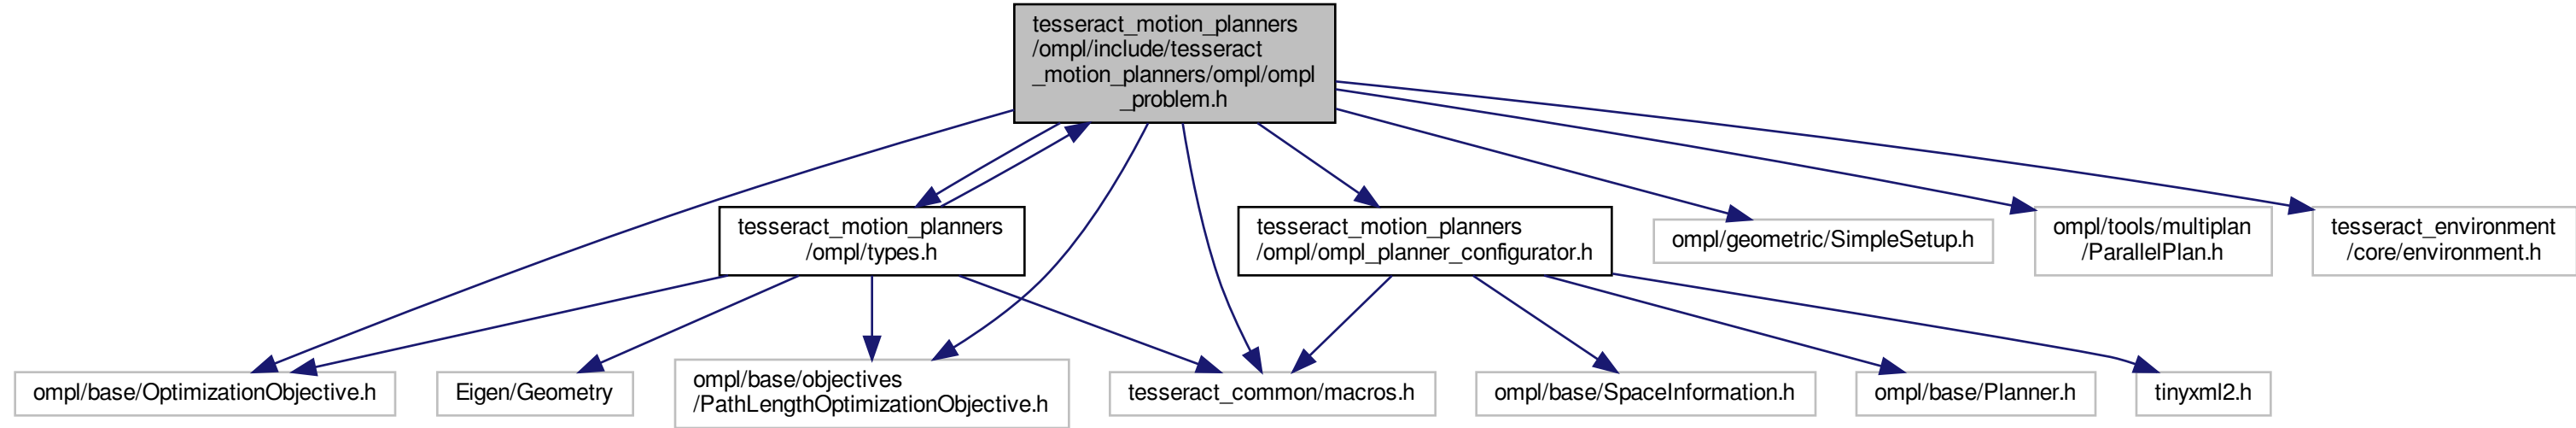 tesseract_motion_planners
/ompl/include/tesseract
_motion_planners/ompl/ompl
_problem.h
tesseract_motion_planners
/ompl/types.h
tesseract_motion_planners
/ompl/ompl_planner_configurator.h
ompl/geometric/SimpleSetup.h
ompl/tools/multiplan
/ParallelPlan.h
tesseract_environment
/core/environment.h
ompl/base/OptimizationObjective.h
Eigen/Geometry
ompl/base/objectives
/PathLengthOptimizationObjective.h
tesseract_common/macros.h
ompl/base/SpaceInformation.h
ompl/base/Planner.h
tinyxml2.h